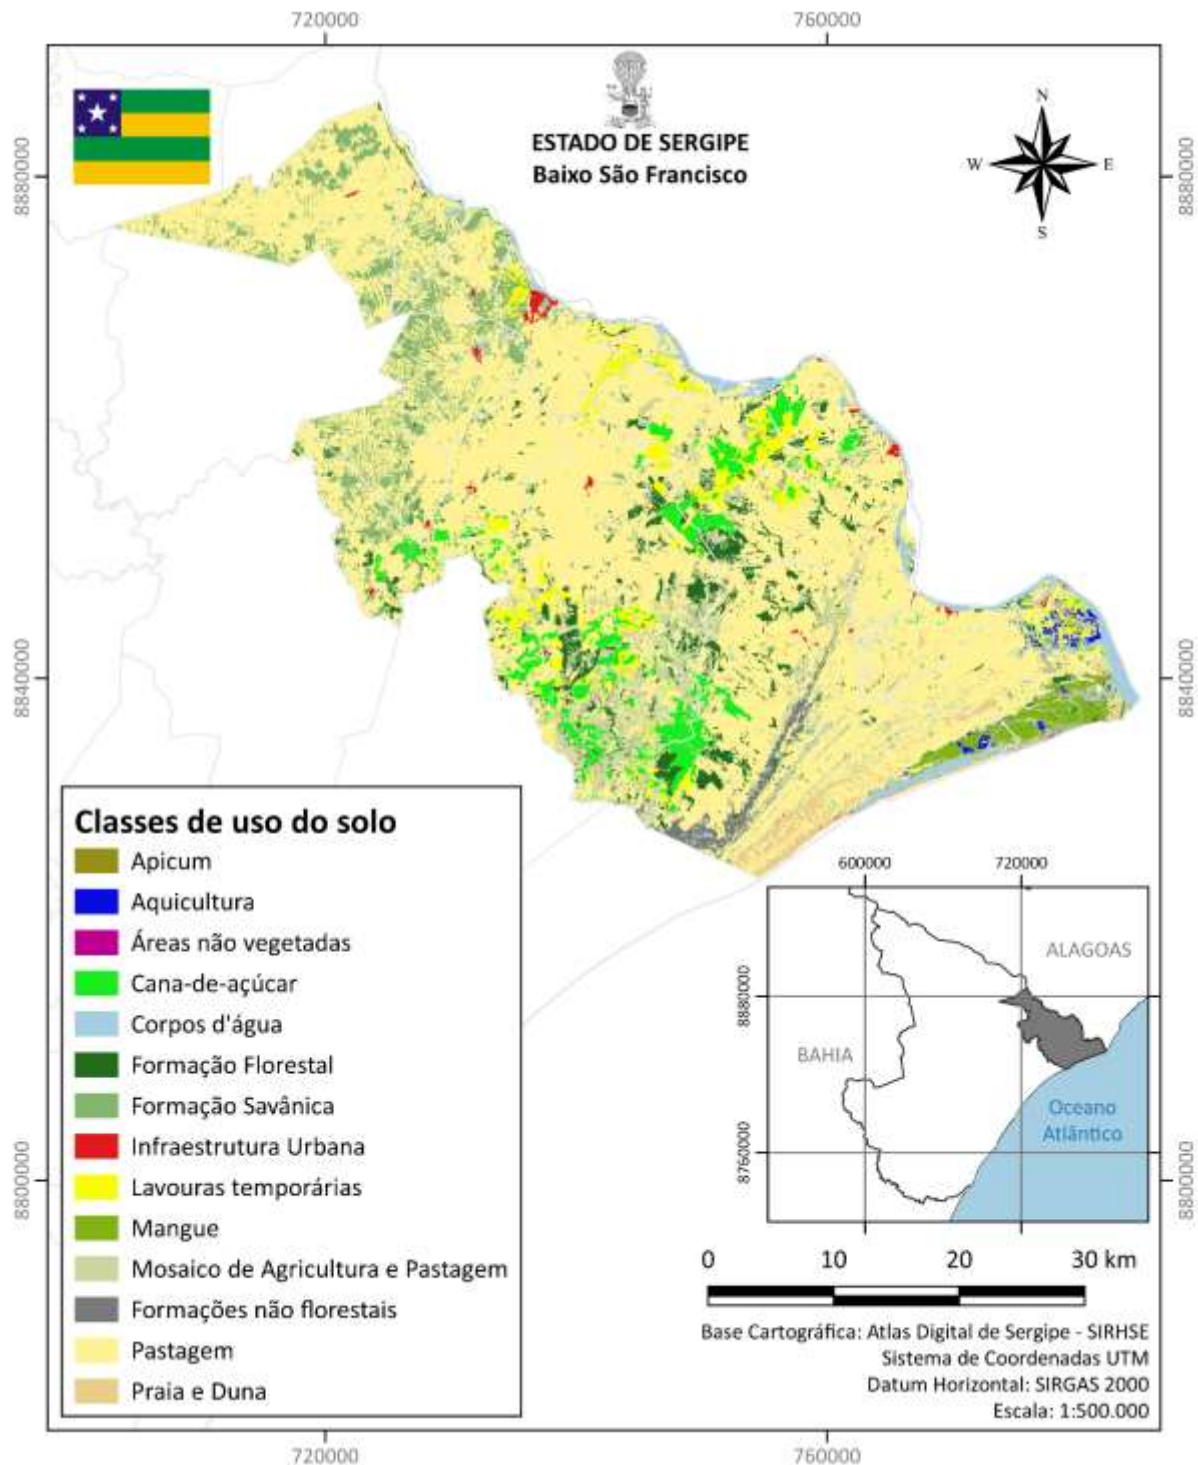 720000
760000
ESTADO DE SERGIPE
Baixo São Francisco
N
W
E
S
8880000
8880000
8840000
8840000
8800000
8800000
Classes de uso do solo
Apicum
Aquicultura
Áreas não vegetadas
Cana-de-açúcar
Corpos d'água
Formação Florestal
Formação Savânica
Infraestrutura Urbana
Lavouras temporárias
Mangue
Mosaico de Agricultura e Pastagem
Formações não florestais
Pastagem
Praia e Duna
600000
720000
8880000
8760000
ALAGOAS
BAHIA
Oceano
Atlântico
0 10 20 30 km
Base Cartográfica: Atlas Digital de Sergipe - SIRHSE
Sistema de Coordenadas UTM
Datum Horizontal: SIRGAS 2000
Escala: 1:500.000
720000
760000